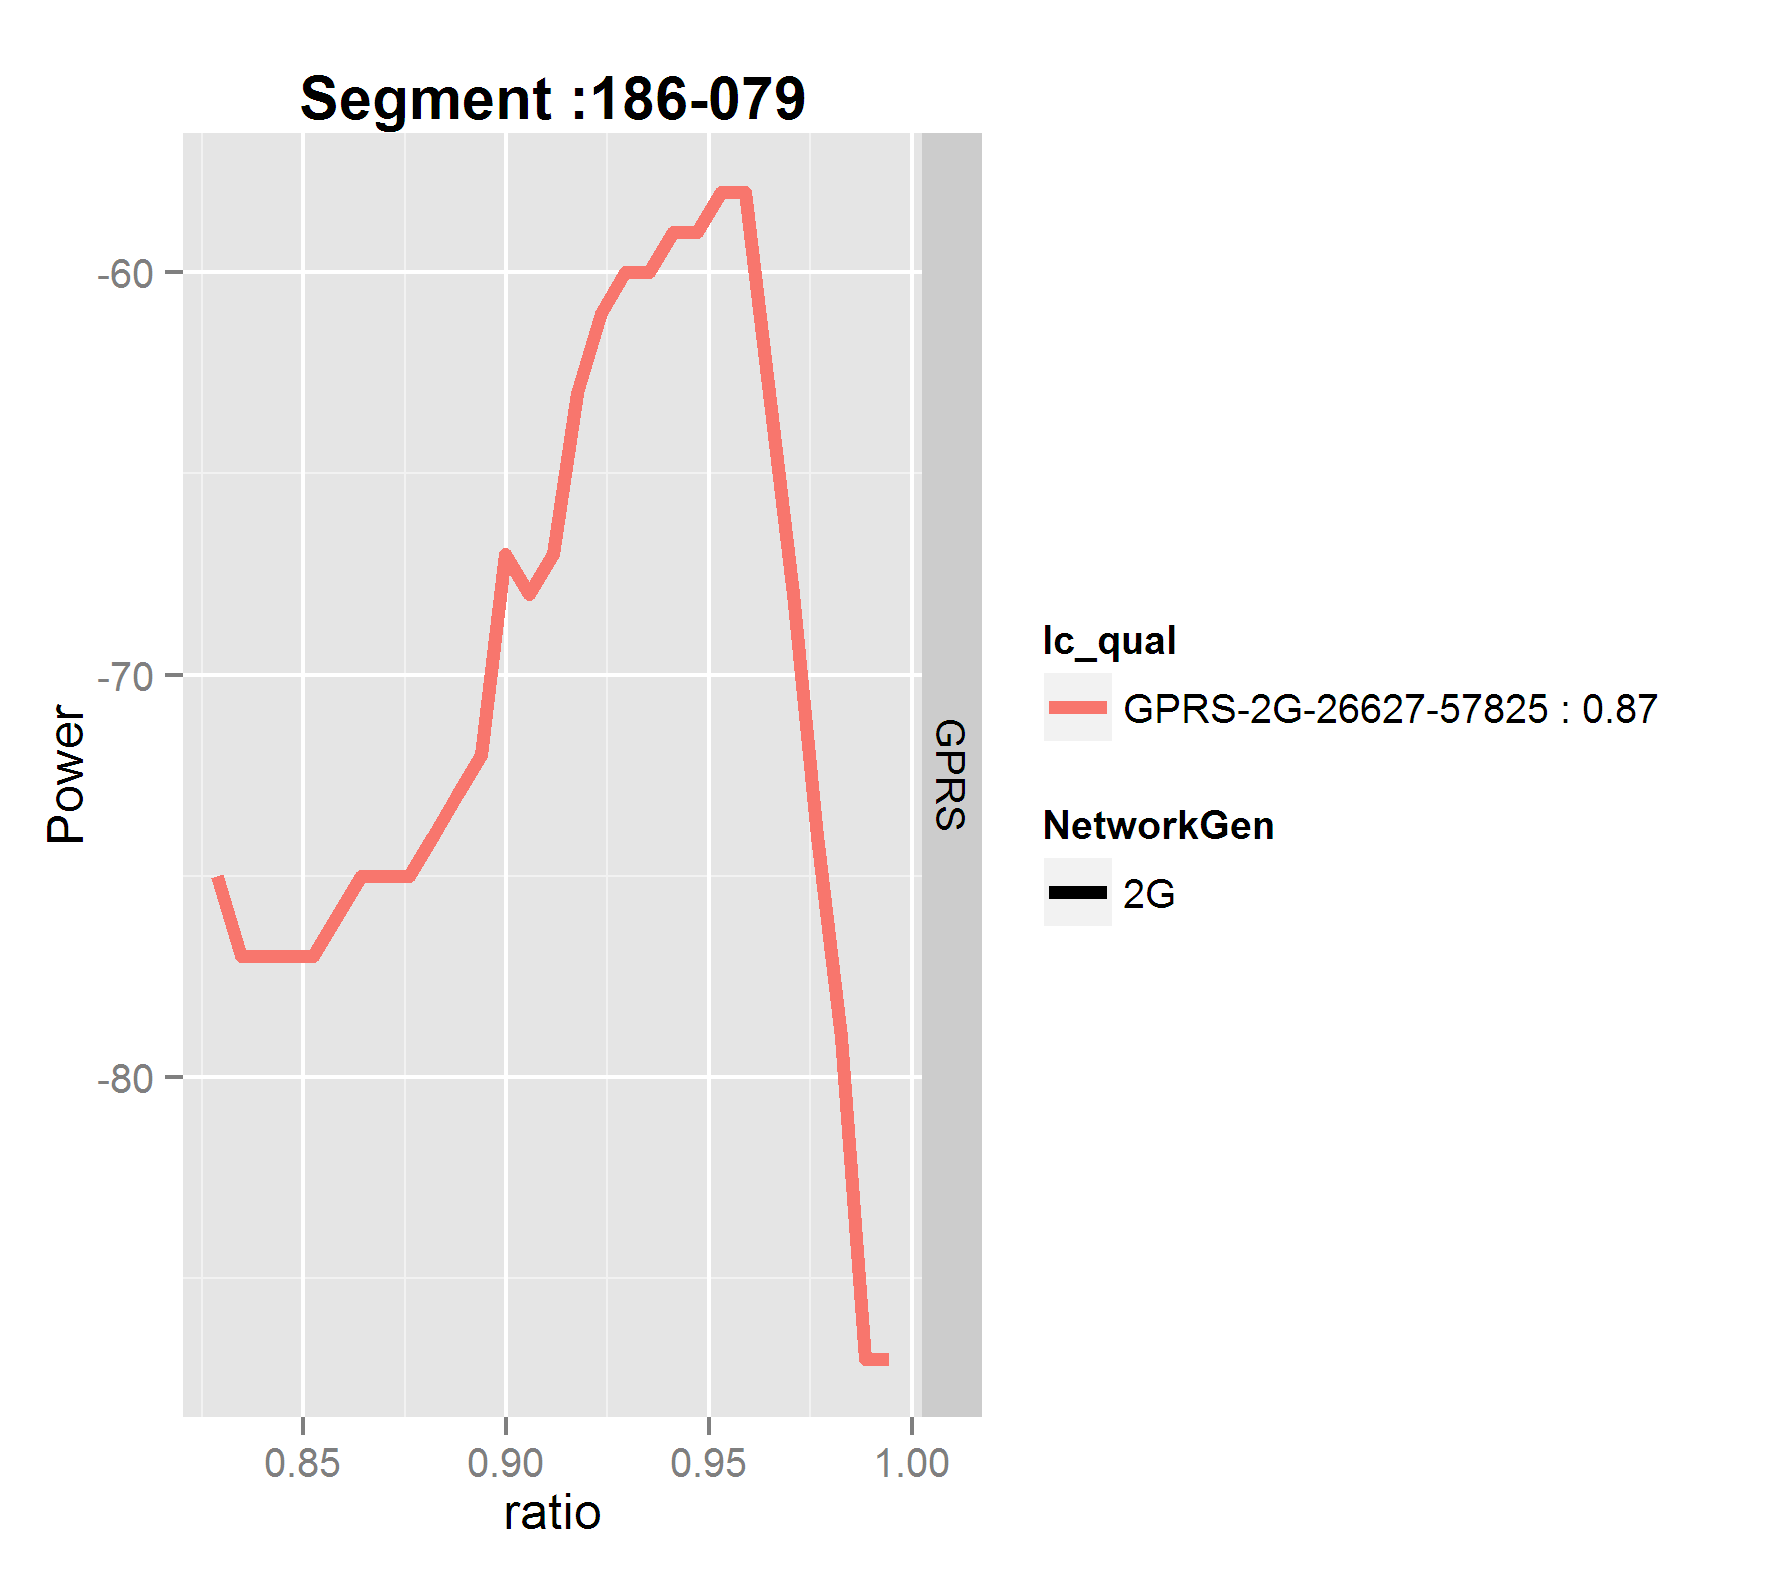 Segment :186-079
-60
-70
-80
Power
GPRS
0.85 0.90 0.95 1.00
ratio
lc_qual
GPRS-2G-26627-57825 : 0.87
NetworkGen
2G